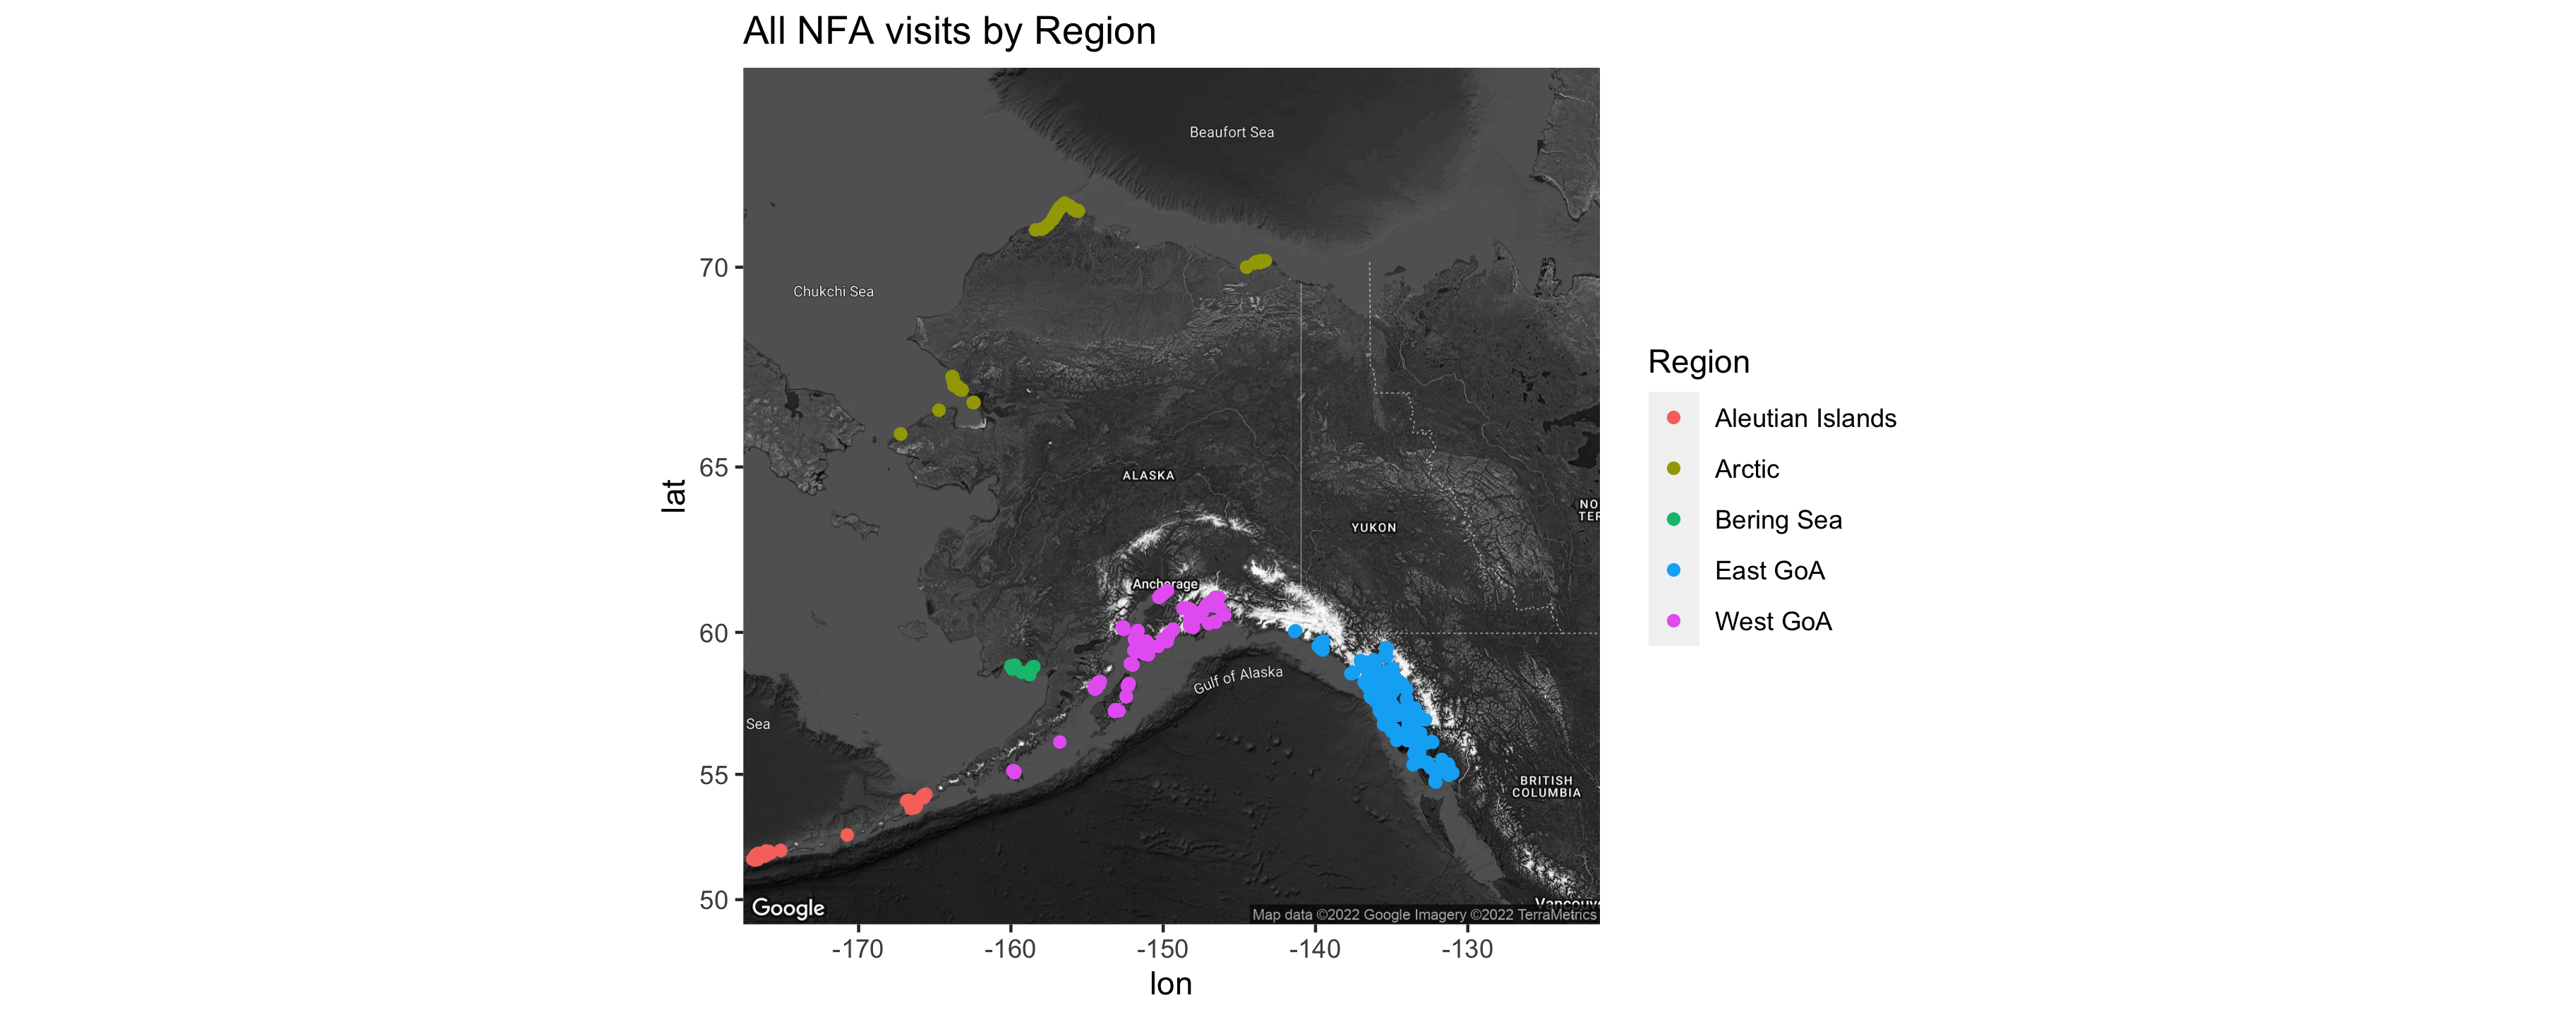 All NFA visits by Region
Beaufort Sea
Chukchi Sea
ALASKA
YUKON
NO
TER
Anchorage
Gulf of Alaska
Sea
BRITISH
COLUMBIA
Vancouv
Google
Map data ©2022 Google Imagery ©2022 TerraMetrics
70
65
60
55
50
lat
-170
-160
-150
-140
-130
lon
Region
Aleutian Islands
Arctic
Bering Sea
East GoA
West GoA